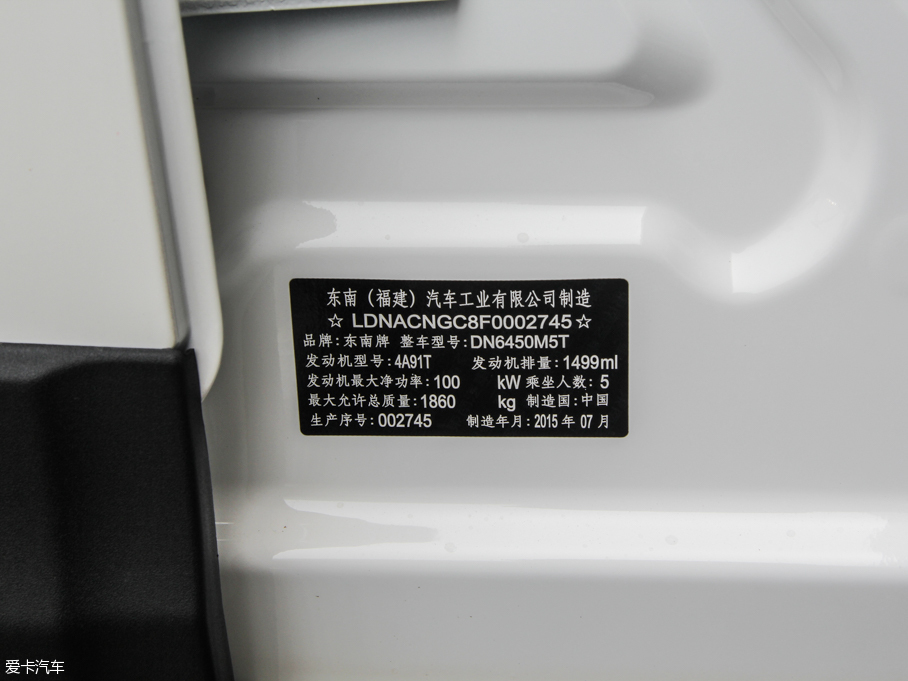 东南（福建）汽车工业有限公司制造
☆ LDNACNGC8F0002745 ☆
品牌：东南牌 整车型号：DN6450M5T
发动机型号：4A91T 发动机排量：1499ml
发动机最大净功率：100 kW 乘坐人数：5
最大允许总质量：1860 kg 制造国：中国
生产序号：002745 制造年月：2015 年 07 月
爱卡汽车